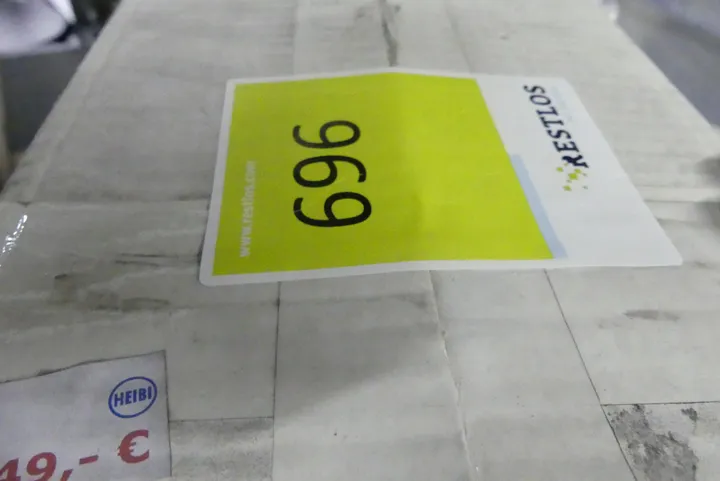 www.restlos.com
696
RESTLOS
HEIBI
49,- €